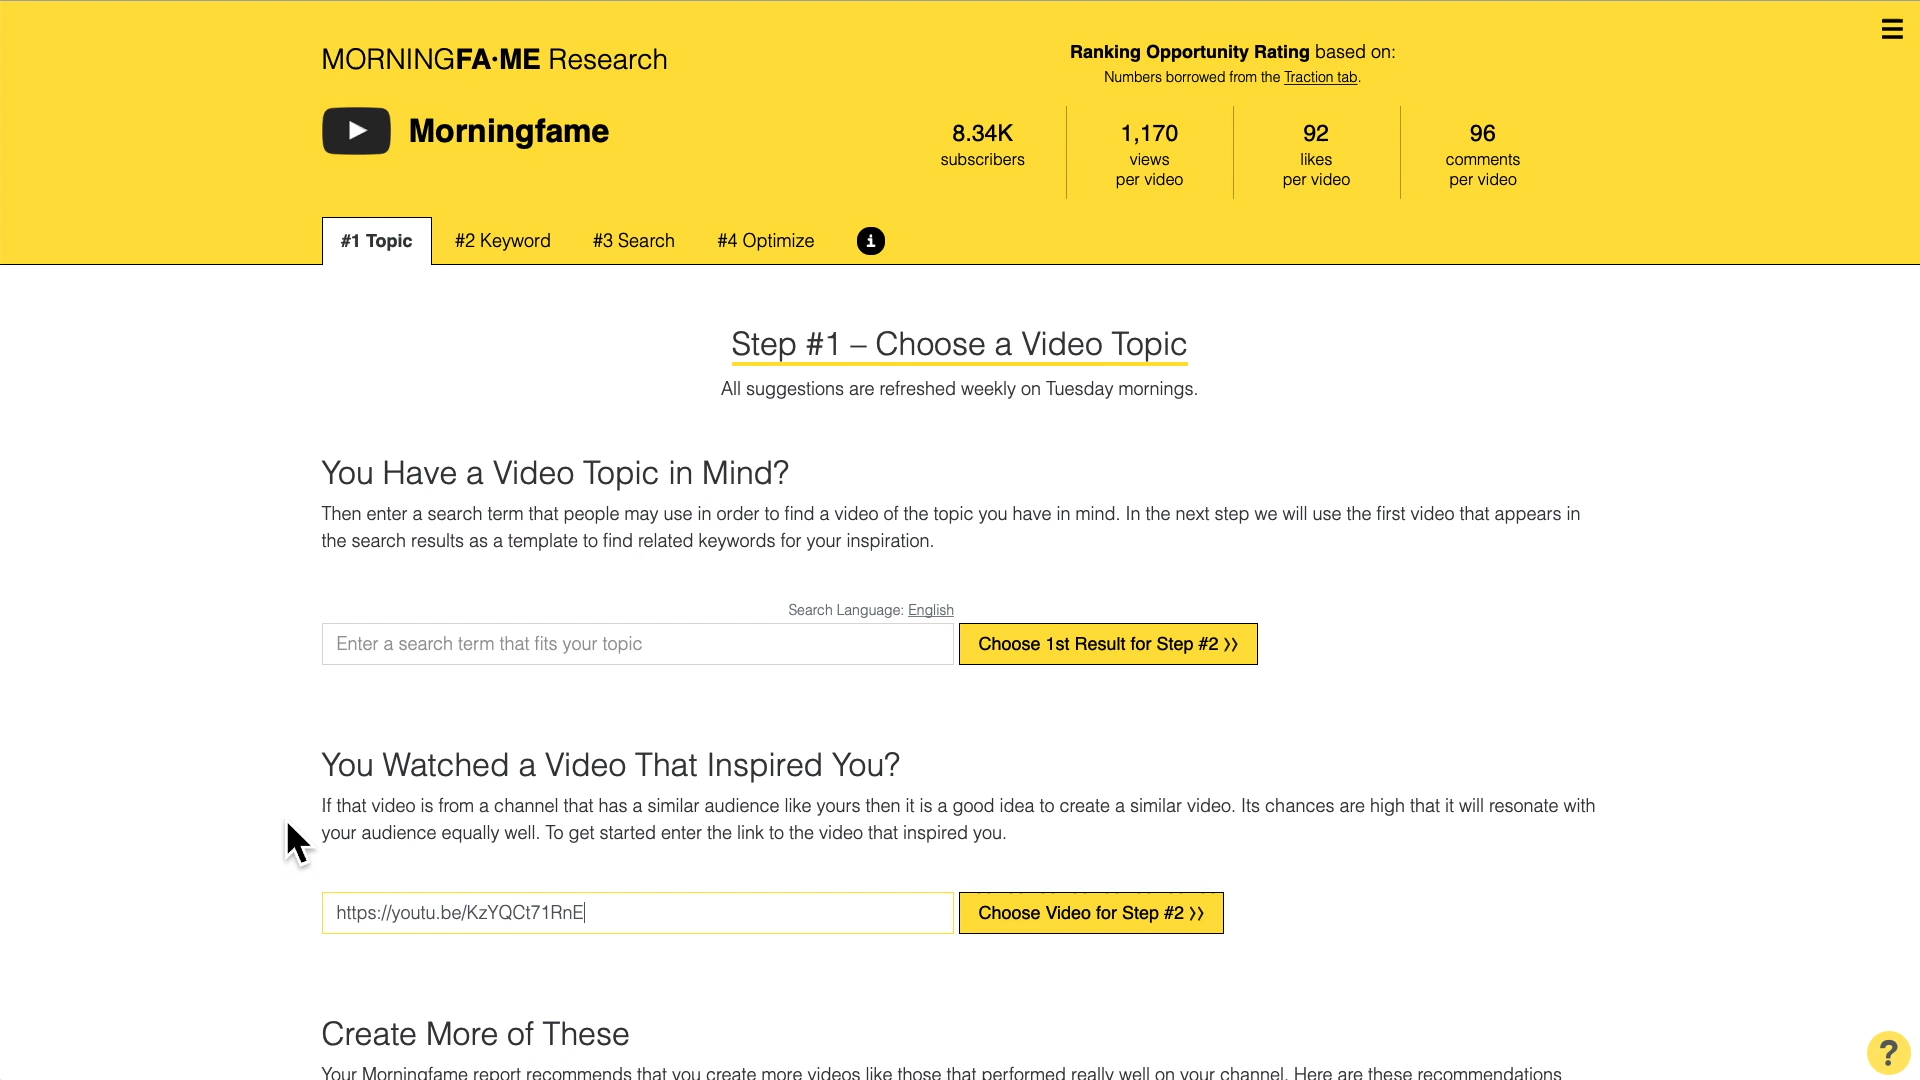 MORNINGFA·ME Research
Ranking Opportunity Rating based on:
Numbers borrowed from the Traction tab.
Morningfame
8.34K
subscribers
1,170
views
per video
92
likes
per video
96
comments
per video
#1 Topic
#2 Keyword
#3 Search
#4 Optimize
i
Step #1 – Choose a Video Topic
All suggestions are refreshed weekly on Tuesday mornings.
You Have a Video Topic in Mind?
Then enter a search term that people may use in order to find a video of the topic you have in mind. In the next step we will use the first video that appears in
the search results as a template to find related keywords for your inspiration.
Search Language: English
Enter a search term that fits your topic
Choose 1st Result for Step #2 》
You Watched a Video That Inspired You?
If that video is from a channel that has a similar audience like yours then it is a good idea to create a similar video. Its chances are high that it will resonate with
your audience equally well. To get started enter the link to the video that inspired you.
https://youtu.be/KzYQCt71RnE
Choose Video for Step #2 》
Create More of These
Your Morningfame report recommends that you create more videos like those that performed really well on your channel. Here are these recommendations
?